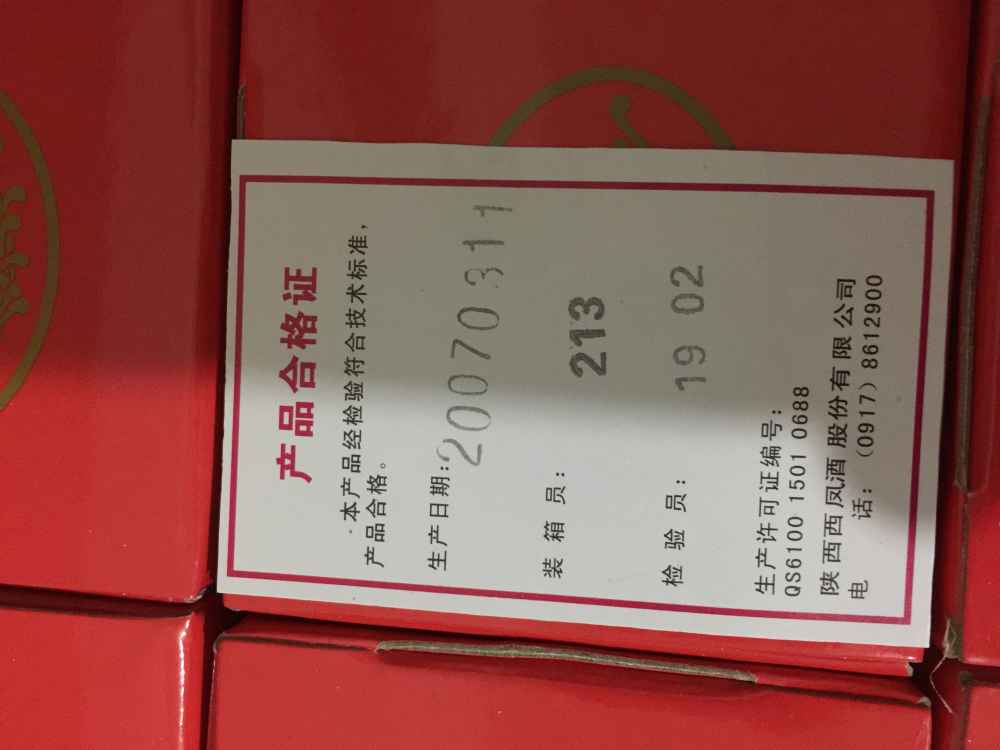 产品合格证
本产品经检验符合技术标准，
产品合格。
生产日期：20070311
装 箱 员： 213
检 验 员： 19 02
生产许可证编号：
QS6100 1501 0688
陕西西凤酒股份有限公司
电 话：（0917）8612900